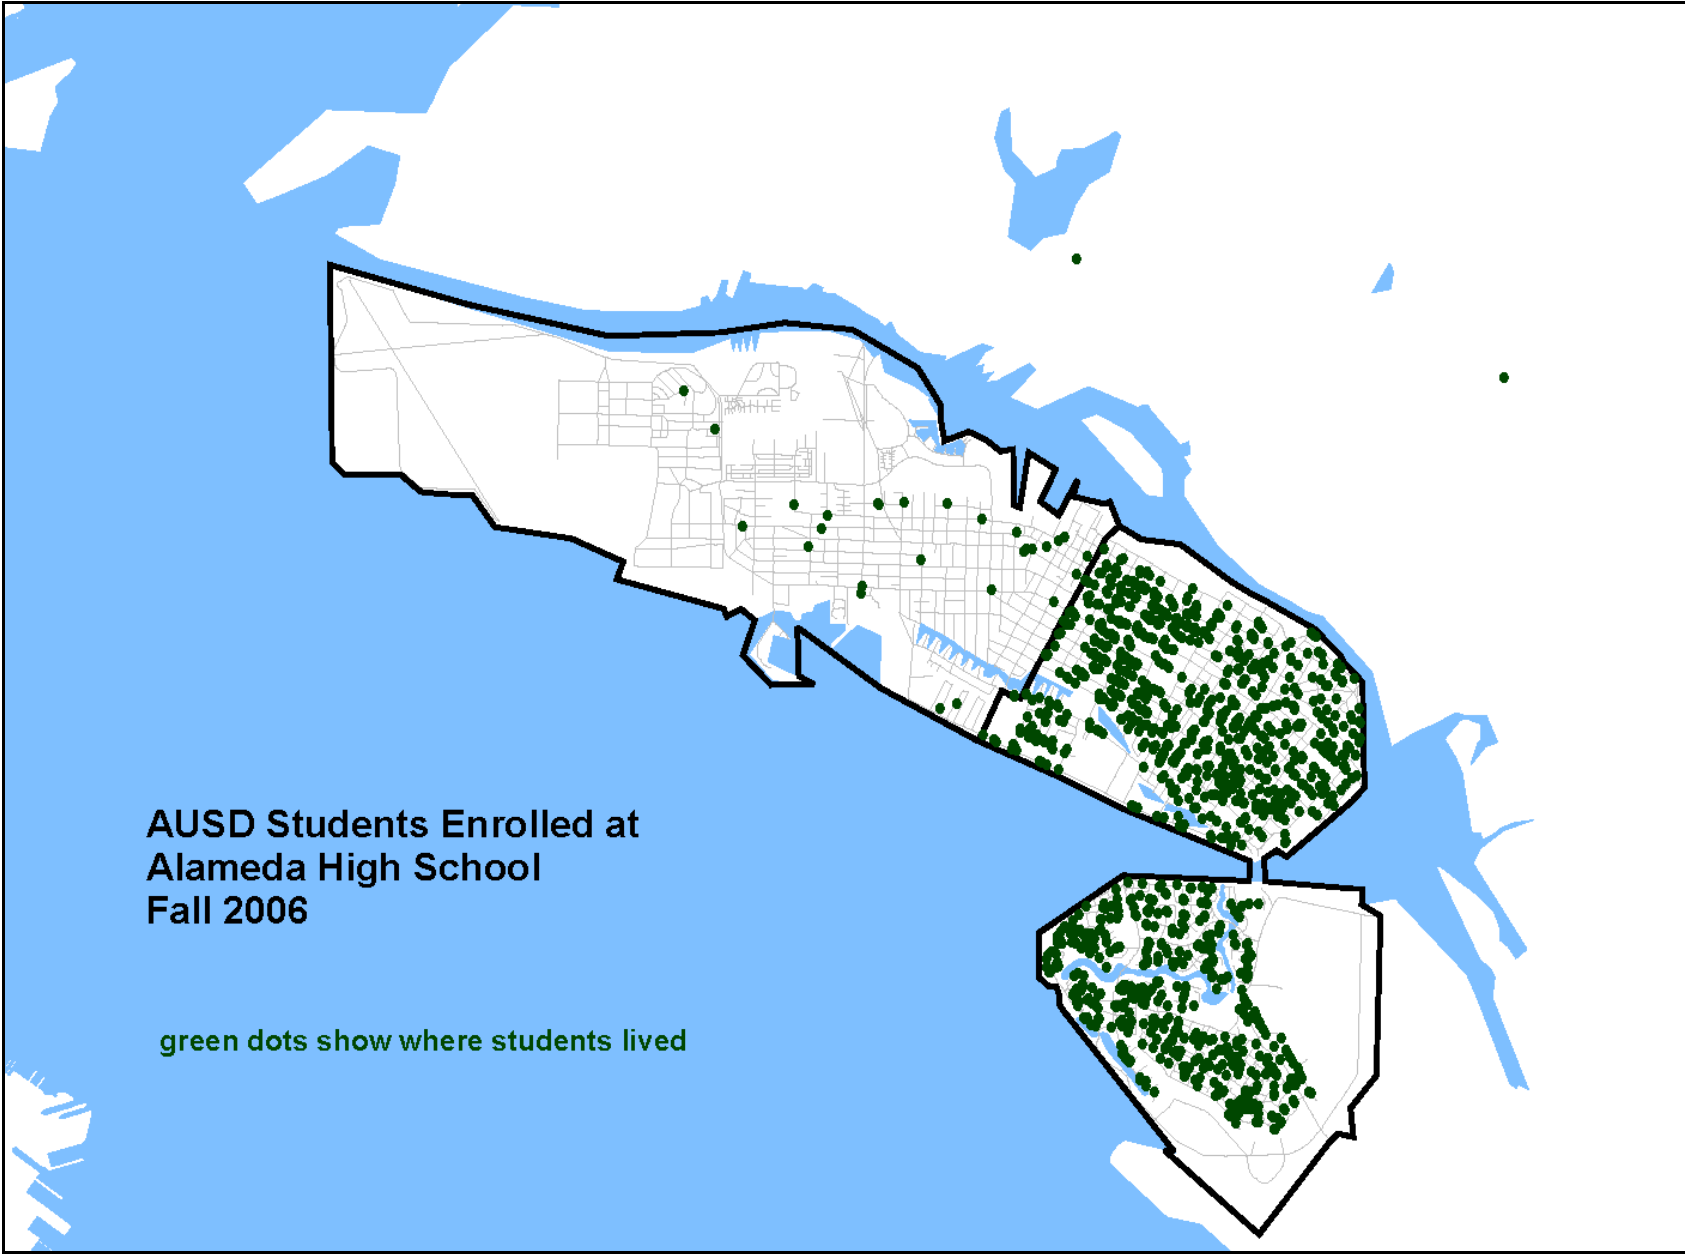 AUSD Students Enrolled at
Alameda High School
Fall 2006
green dots show where students lived